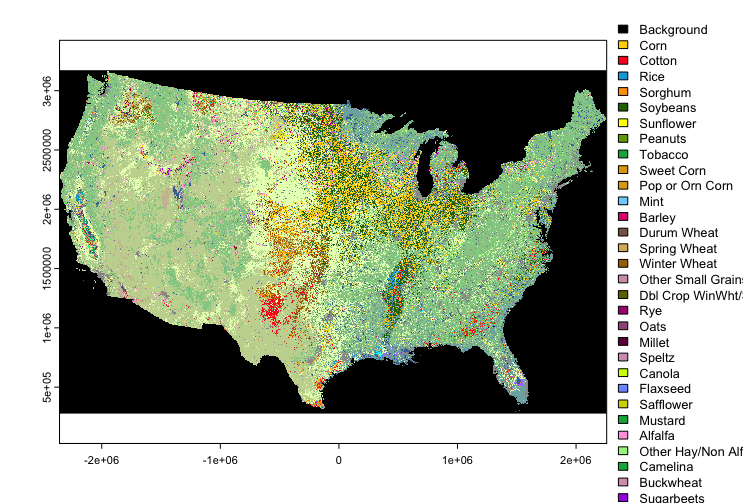 Background
Corn
Cotton
Rice
Sorghum
Soybeans
Sunflower
Peanuts
Tobacco
Sweet Corn
Pop or Orn Corn
Mint
Barley
Durum Wheat
Spring Wheat
Winter Wheat
Other Small Grains
Dbl Crop WinWht/
Rye
Oats
Millet
Speltz
Canola
Flaxseed
Safflower
Mustard
Alfalfa
Other Hay/Non Alf
Camelina
Buckwheat
Sugarbeets
3e+06
2500000
2e+06
1500000
1e+06
5e+05
-2e+06
-1e+06
0
1e+06
2e+06